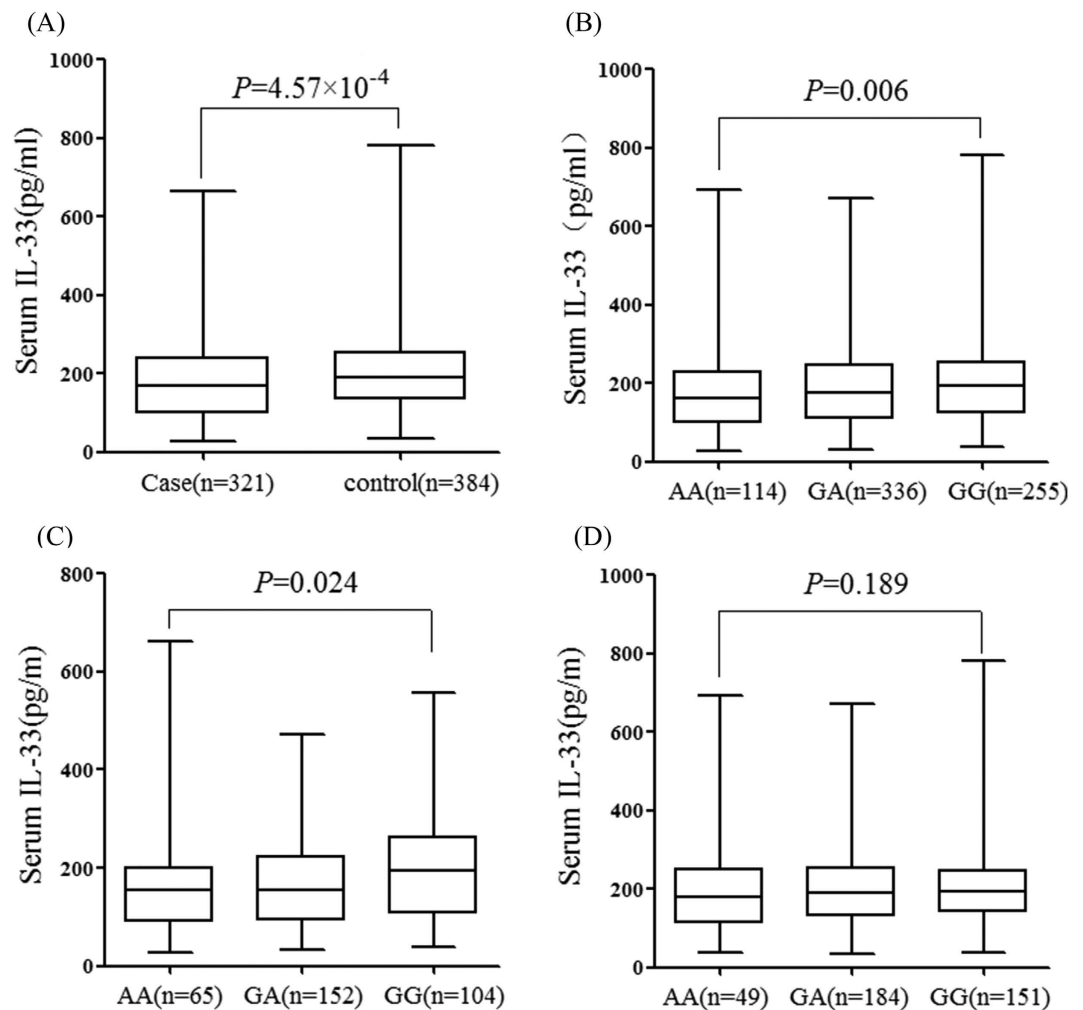 (A)
Serum IL-33(pg/ml)
1000
800
600
400
200
0
P=4.57×10⁻⁴
Case(n=321) control(n=384)
(B)
Serum IL-33 (pg/ml)
1000
800
600
400
200
0
P=0.006
AA(n=114) GA(n=336) GG(n=255)
(C)
Serum IL-33(pg/m)
800
600
400
200
0
P=0.024
AA(n=65) GA(n=152) GG(n=104)
(D)
Serum IL-33(pg/m)
1000
800
600
400
200
0
P=0.189
AA(n=49) GA(n=184) GG(n=151)